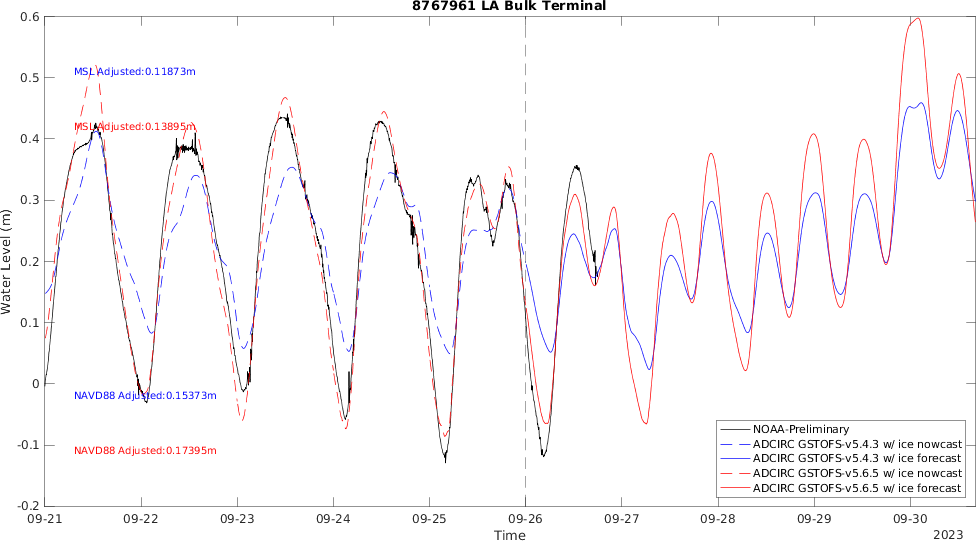 8767961 LA Bulk Terminal
0.6
0.5
0.4
0.3
0.2
0.1
0
-0.1
-0.2
Water Level (m)
MSL Adjusted:0.11873m
MSL Adjusted:0.13895m
NAVD88 Adjusted:0.15373m
NAVD88 Adjusted:0.17395m
NOAA-Preliminary
ADCIRC GSTOFS-v5.4.3 w/ ice nowcast
ADCIRC GSTOFS-v5.4.3 w/ ice forecast
ADCIRC GSTOFS-v5.6.5 w/ ice nowcast
ADCIRC GSTOFS-v5.6.5 w/ ice forecast
09-21 09-22 09-23 09-24 09-25 09-26 09-27 09-28 09-29 09-30
Time
2023